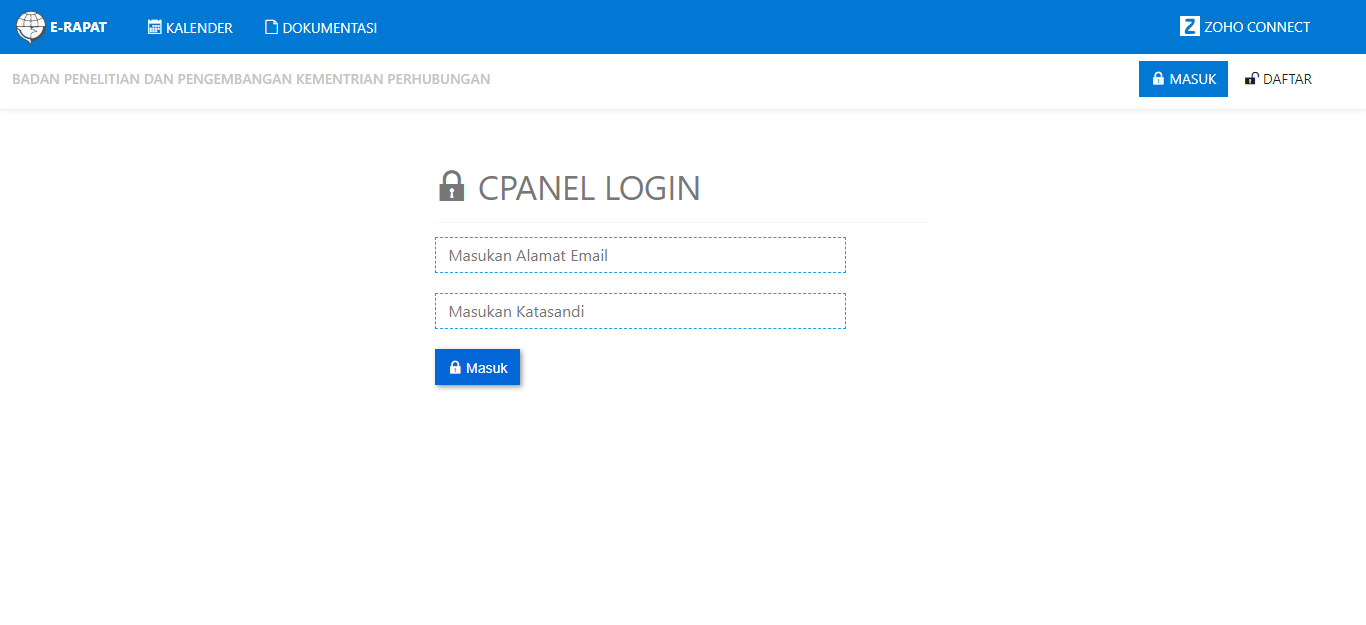 E-RAPAT KALENDER DOKUMENTASI ZOHO CONNECT
BADAN PENELITIAN DAN PENGEMBANGAN KEMENTRIAN PERHUBUNGAN MASUK DAFTAR
CPANEL LOGIN
Masukan Alamat Email
Masukan Katasandi
Masuk